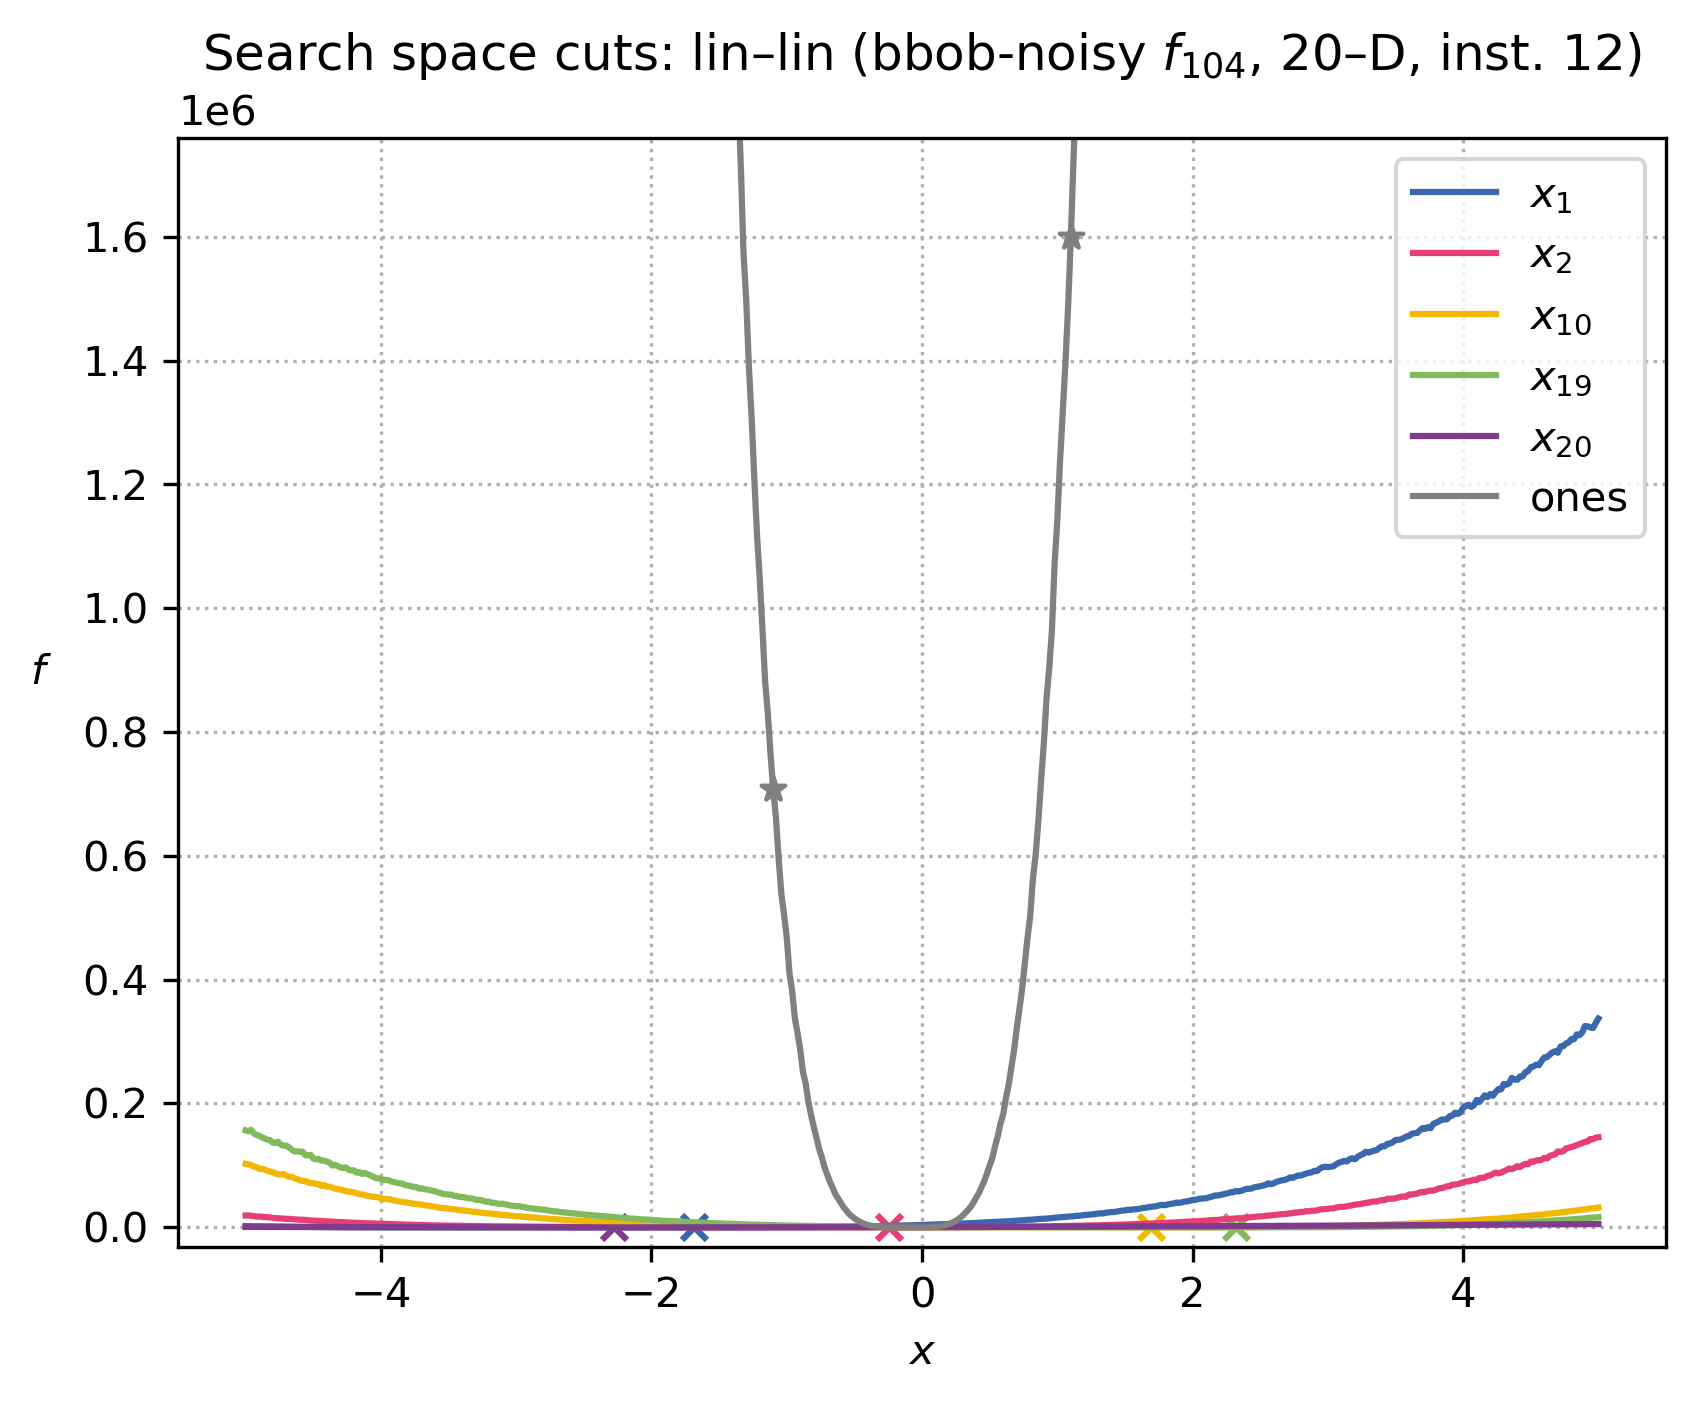 Search space cuts: lin–lin (bbob-noisy f₁₀₄, 20–D, inst. 12)
1e6
1.6
1.4
1.2
1.0
0.8
0.6
0.4
0.2
0.0
f
−4
−2
0
2
4
x
x₁
x₂
x₁₀
x₁₉
x₂₀
ones